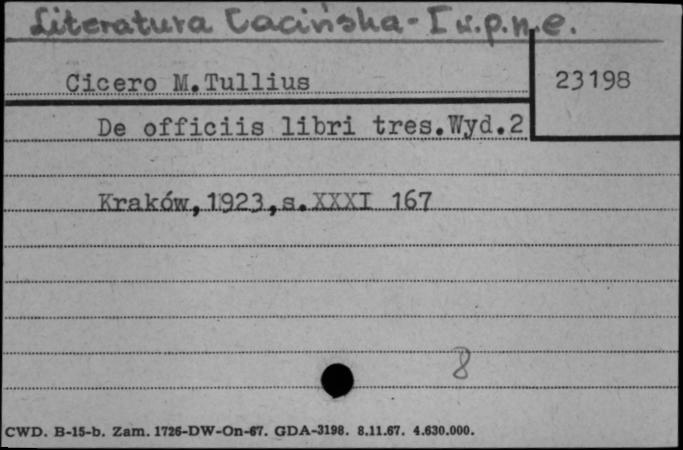 Literatura Łacińska - I w.p.n.e.
Cicero M.Tullius
23198
De officiis libri tres.Wyd.2
Kraków,1923,s.XXXI 167
8
CWD. B-15-b. Zam. 1726-DW-On-67. GDA-3198. 8.11.67. 4.630.000.